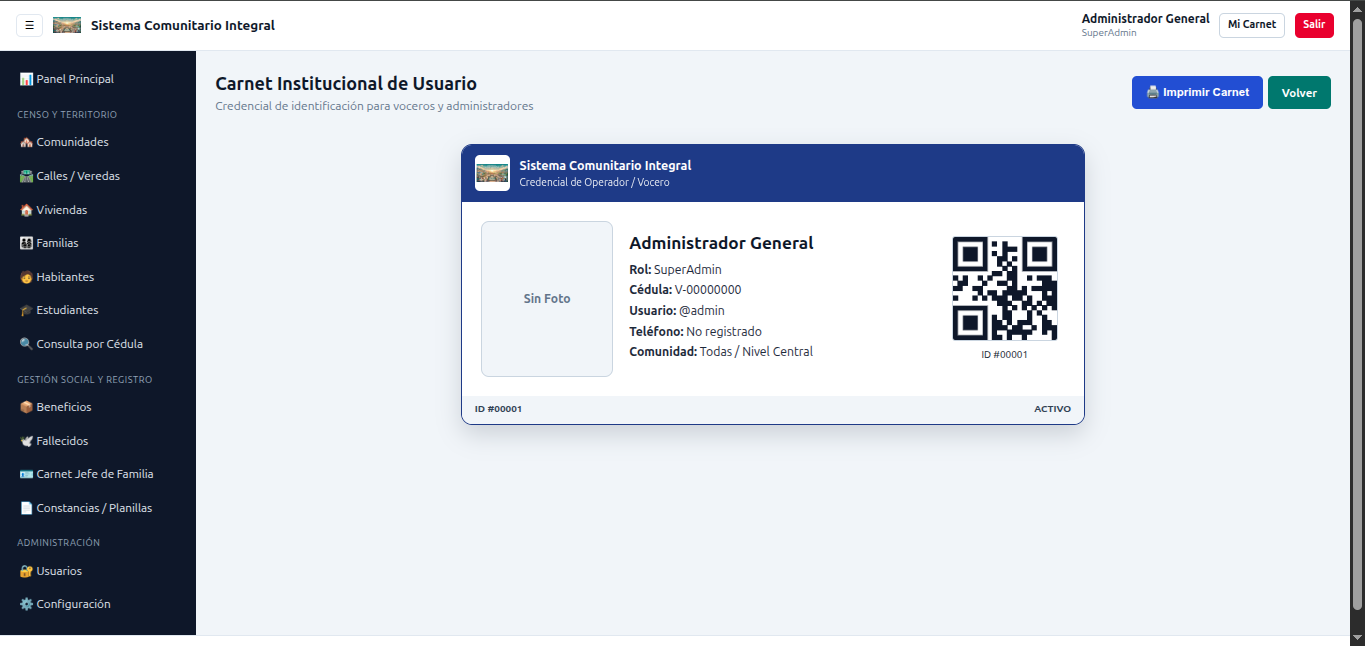 ☰ Sistema Comunitario Integral
Administrador General
SuperAdmin
Mi Carnet
Salir
Panel Principal
CENSO Y TERRITORIO
Comunidades
Calles / Veredas
Viviendas
Familias
Habitantes
Estudiantes
Consulta por Cédula
GESTIÓN SOCIAL Y REGISTRO
Beneficios
Fallecidos
Carnet Jefe de Familia
Constancias / Planillas
ADMINISTRACIÓN
Usuarios
Configuración
Carnet Institucional de Usuario
Credencial de identificación para voceros y administradores
Imprimir Carnet
Volver
Sistema Comunitario Integral
Credencial de Operador / Vocero
Sin Foto
Administrador General
Rol: SuperAdmin
Cédula: V-00000000
Usuario: @admin
Teléfono: No registrado
Comunidad: Todas / Nivel Central
ID #00001
ID #00001
ACTIVO